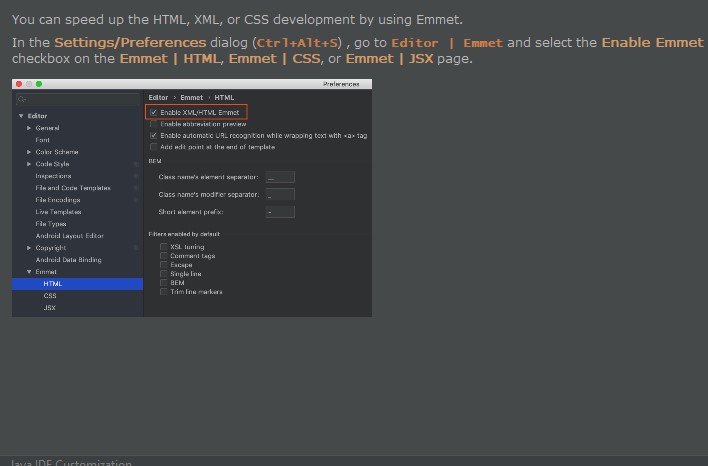 You can speed up the HTML, XML, or CSS development by using Emmet.
In the Settings/Preferences dialog (Ctrl+Alt+S) , go to Editor | Emmet and select the Enable Emmet
checkbox on the Emmet | HTML, Emmet | CSS, or Emmet | JSX page.
Preferences
Editor
General
Font
Color Scheme
Code Style
Inspections
File and Code Templates
File Encodings
Live Templates
File Types
Android Layout Editor
Copyright
Android Data Binding
Emmet
HTML
CSS
JSX
Editor › Emmet › HTML
Enable XML/HTML Emmet
Enable abbreviation preview
Enable automatic URL recognition while wrapping text with <a> tag
Add edit point at the end of template
BEM
Class name's element separator: __
Class name's modifier separator: _
Short element prefix: -
Filters enabled by default
XSL tuning
Comment tags
Escape
Single line
BEM
Trim line markers
Java IDE Customization